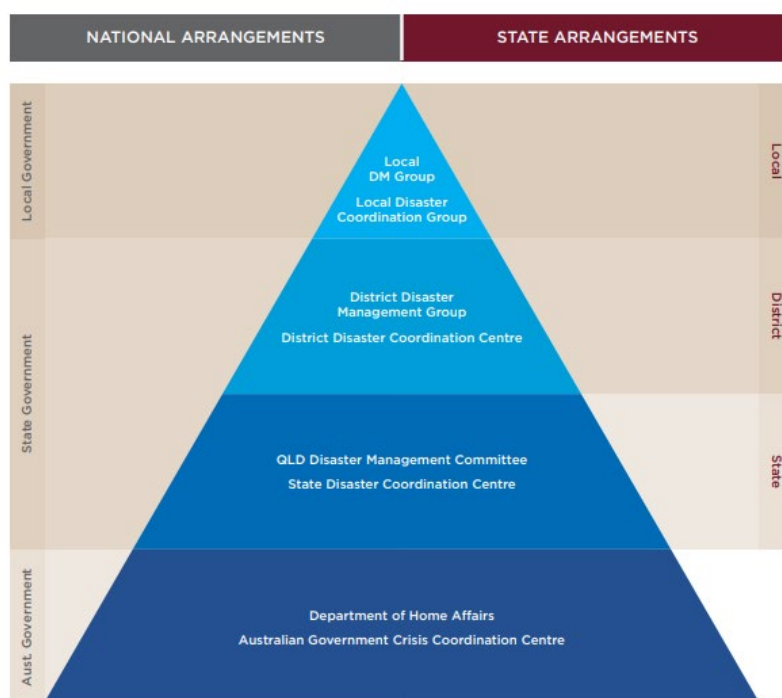 NATIONAL ARRANGEMENTS
STATE ARRANGEMENTS
Local Government
Local
DM Group
Local Disaster
Coordination Group
Local
State Government
District Disaster
Management Group
District Disaster Coordination Centre
District
QLD Disaster Management Committee
State Disaster Coordination Centre
State
Aust. Government
Department of Home Affairs
Australian Government Crisis Coordination Centre